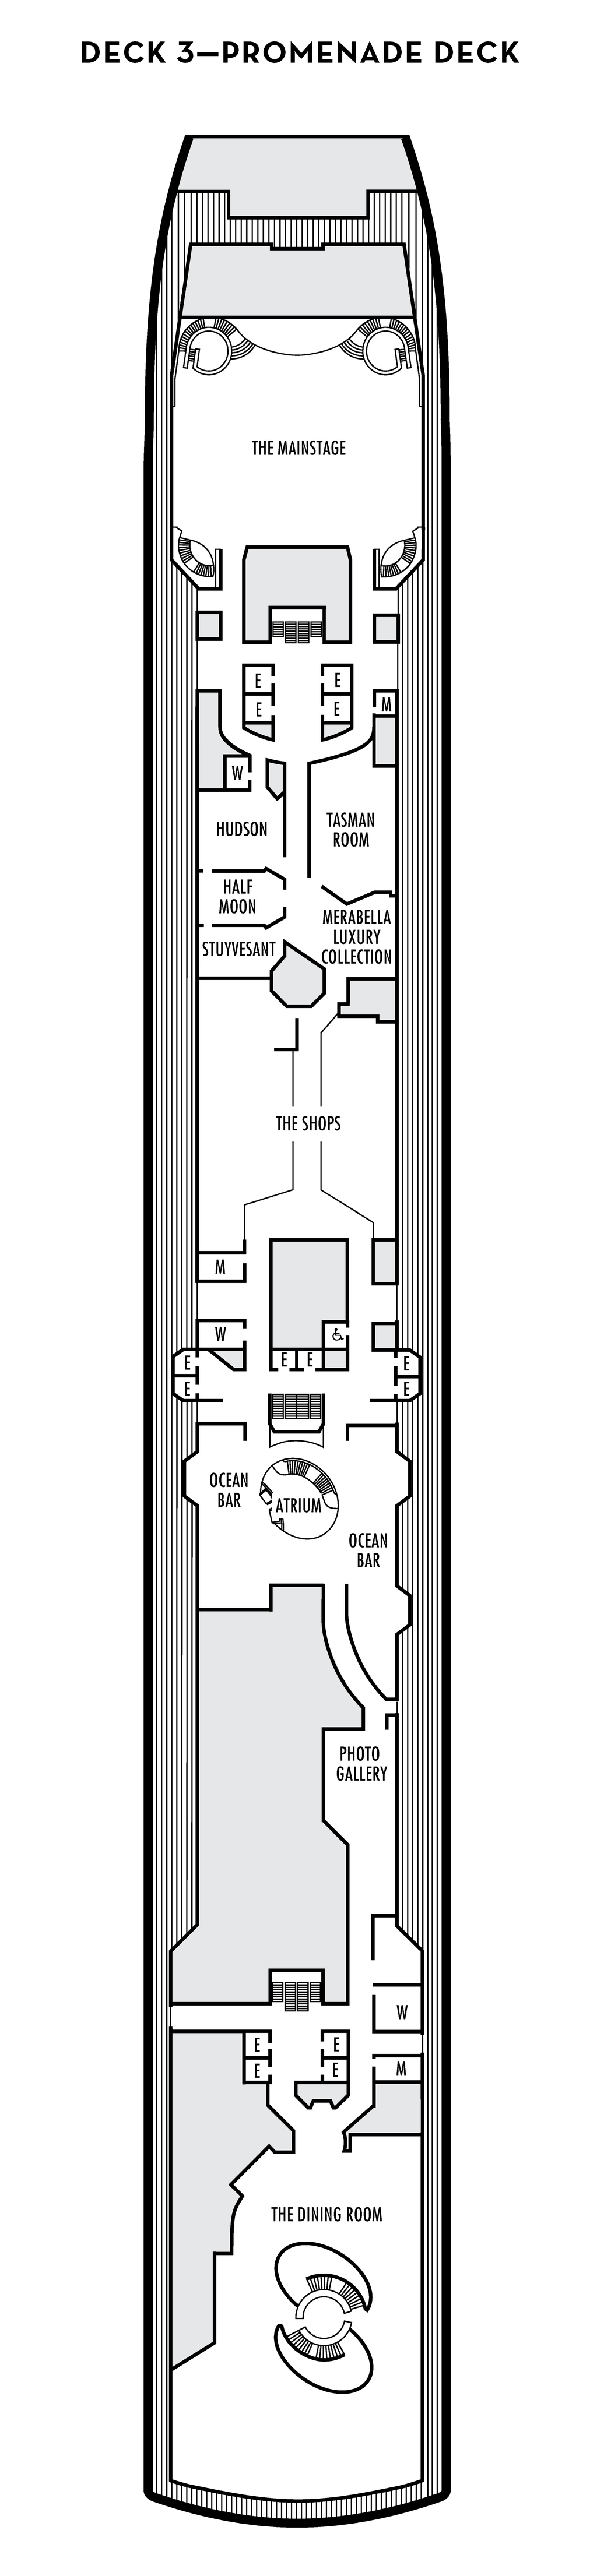 DECK 3—PROMENADE DECK
THE MAINSTAGE
E
E
E
E
M
W
HUDSON
TASMAN
ROOM
HALF
MOON
MERABELLA
LUXURY
COLLECTION
STUYVESANT
THE SHOPS
M
W
E
E
E
E
E
E
OCEAN
BAR
ATRIUM
OCEAN
BAR
PHOTO
GALLERY
W
E
E
E
E
M
THE DINING ROOM